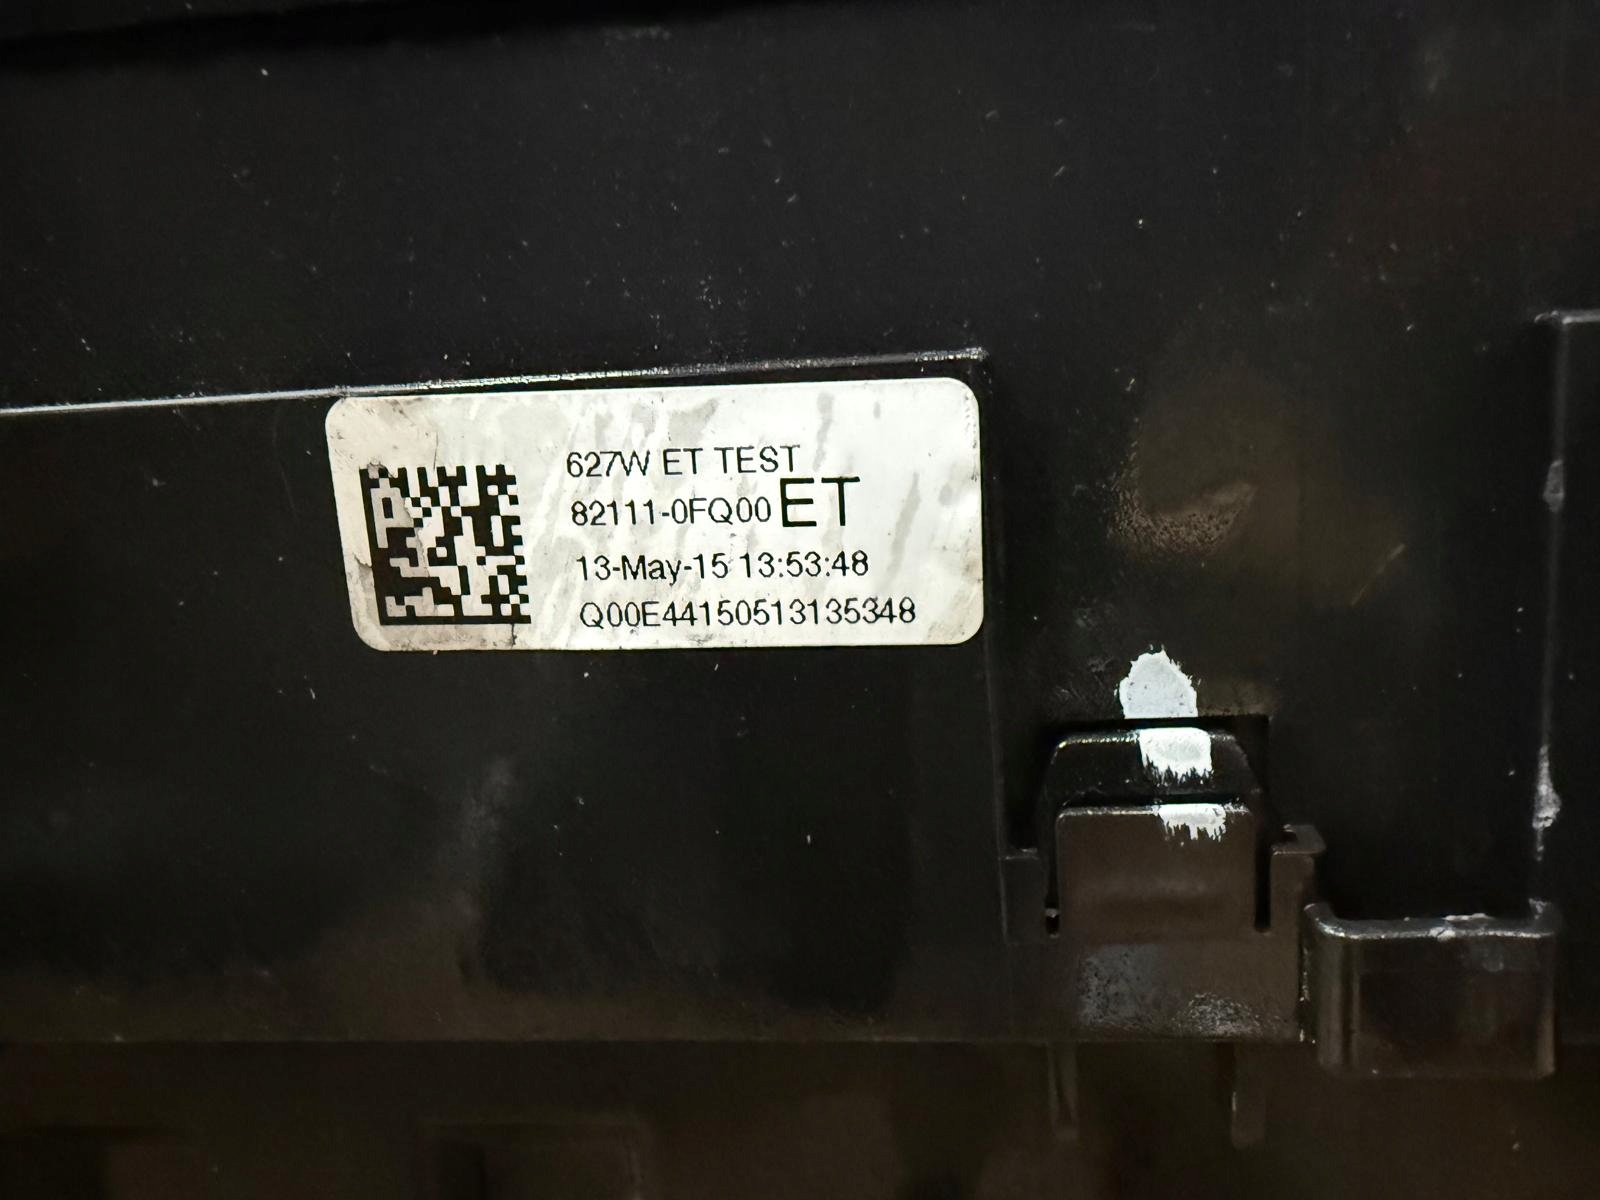 627W ET TEST
82111-0FQ00 ET
13-May-15 13:53:48
Q00E44150513135348